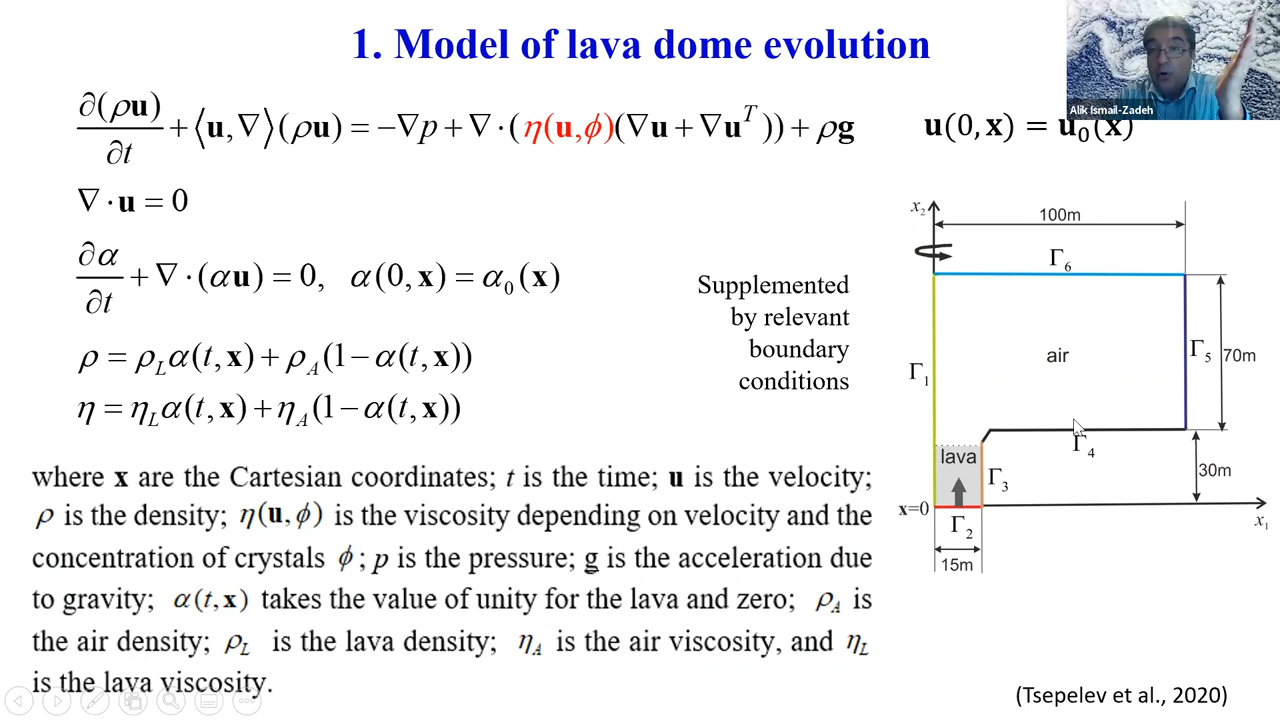 1. Model of lava dome evolution
Alik Ismail-Zadeh
∂(ρu)/∂t + ⟨u,∇⟩(ρu) = −∇p + ∇·(η(u,ϕ)(∇u + ∇uᵀ)) + ρg
u(0,x) = u₀(x)
∇·u = 0
∂α/∂t + ∇·(αu) = 0, α(0,x) = α₀(x)
ρ = ρ_L α(t,x) + ρ_A (1−α(t,x))
η = η_L α(t,x) + η_A (1−α(t,x))
Supplemented
by relevant
boundary
conditions
x₂
100m
Γ₆
air
Γ₁
Γ₅
70m
Γ₄
lava
Γ₃
30m
x=0
Γ₂
x₁
15m
where x are the Cartesian coordinates; t is the time; u is the velocity;
ρ is the density; η(u,ϕ) is the viscosity depending on velocity and the
concentration of crystals ϕ; p is the pressure; g is the acceleration due
to gravity; α(t,x) takes the value of unity for the lava and zero; ρ_A is
the air density; ρ_L is the lava density; η_A is the air viscosity, and η_L
is the lava viscosity.
(Tsepelev et al., 2020)